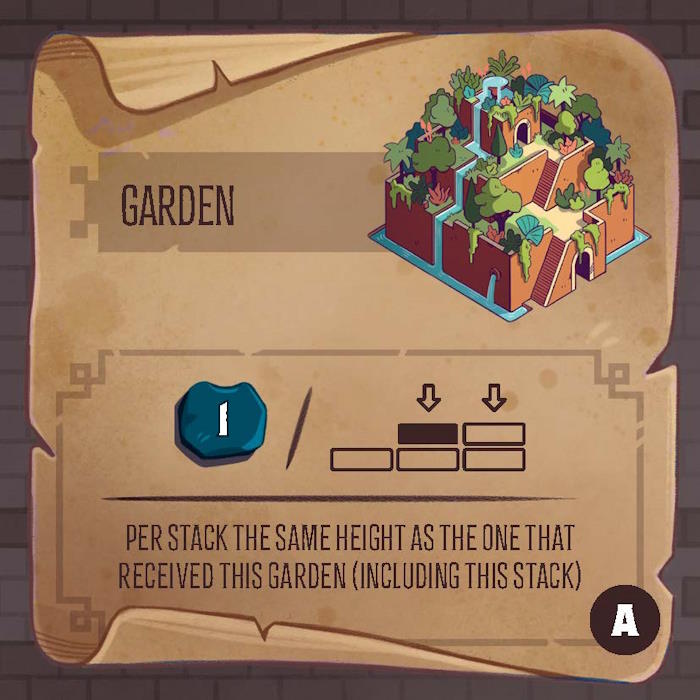 GARDEN
1
PER STACK THE SAME HEIGHT AS THE ONE THAT
RECEIVED THIS GARDEN (INCLUDING THIS STACK)
A